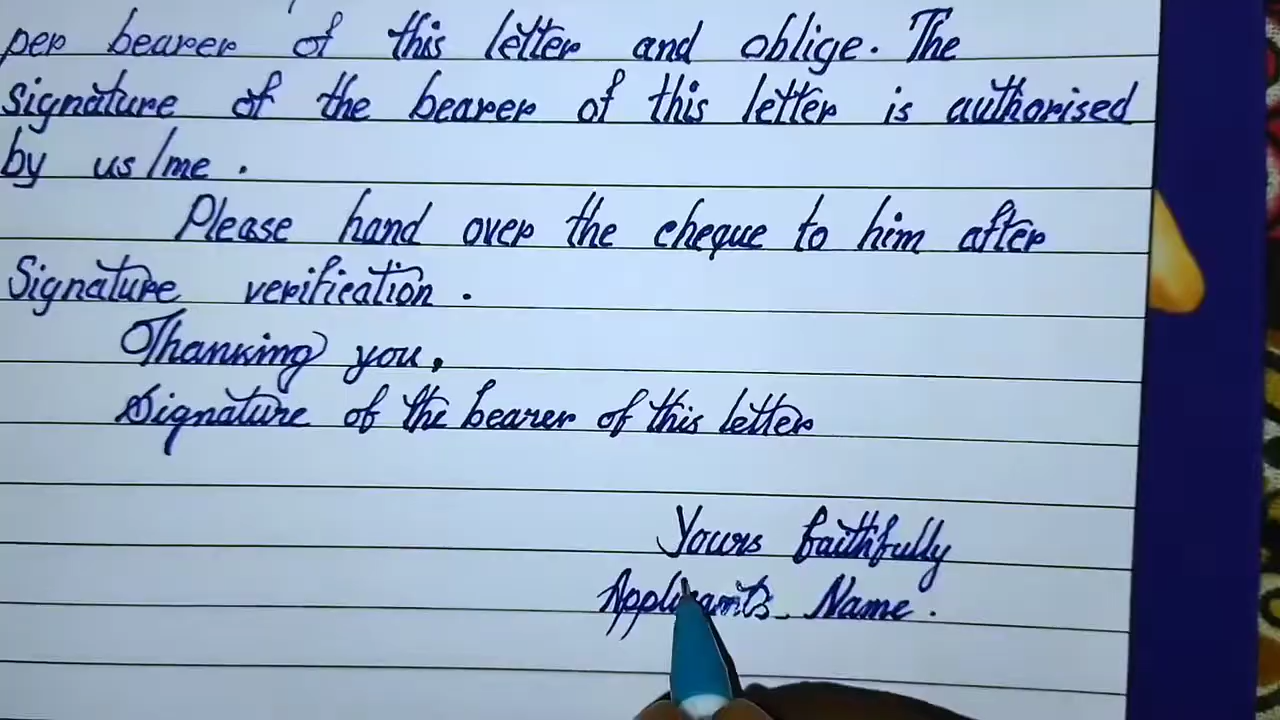 per bearer of this letter and oblige. The
signature of the bearer of this letter is authorised
by us/me.
Please hand over the cheque to him after
Signature verification.
Thanking you,
Signature of the bearer of this letter
Yours faithfully
Applicants Name.